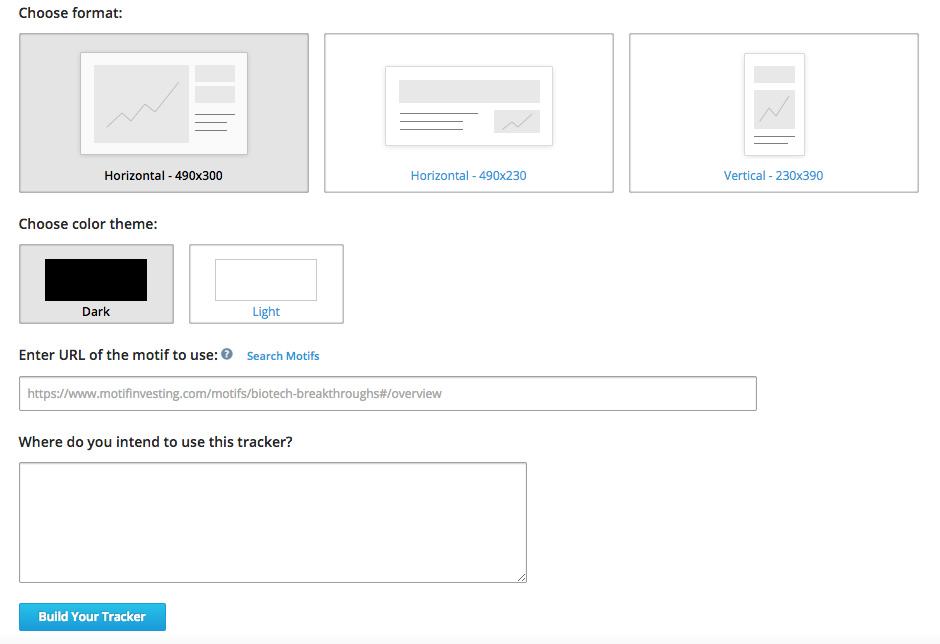 Choose format:
Horizontal - 490x300
Horizontal - 490x230
Vertical - 230x390
Choose color theme:
Dark
Light
Enter URL of the motif to use: ? Search Motifs
https://www.motifinvesting.com/motifs/biotech-breakthroughs#/overview
Where do you intend to use this tracker?
Build Your Tracker